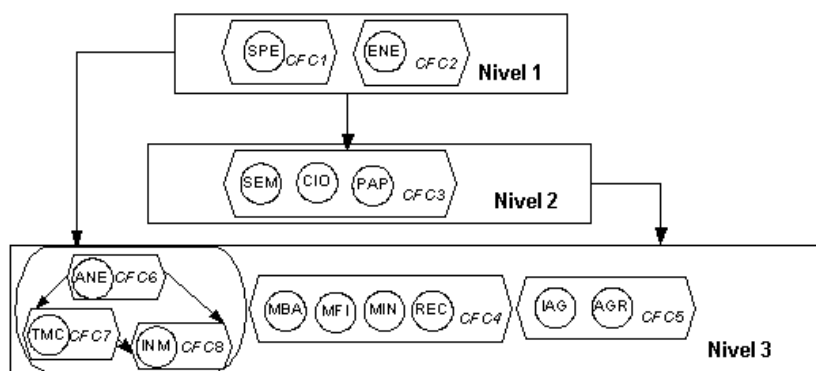 SPE CFC1 ENE CFC2 Nivel 1
SEM CIO PAP CFC3 Nivel 2
ANE CFC6
MBA MFI MIN REC CFC4 IAG AGR CFC5
TMC CFC7 INM CFC8
Nivel 3